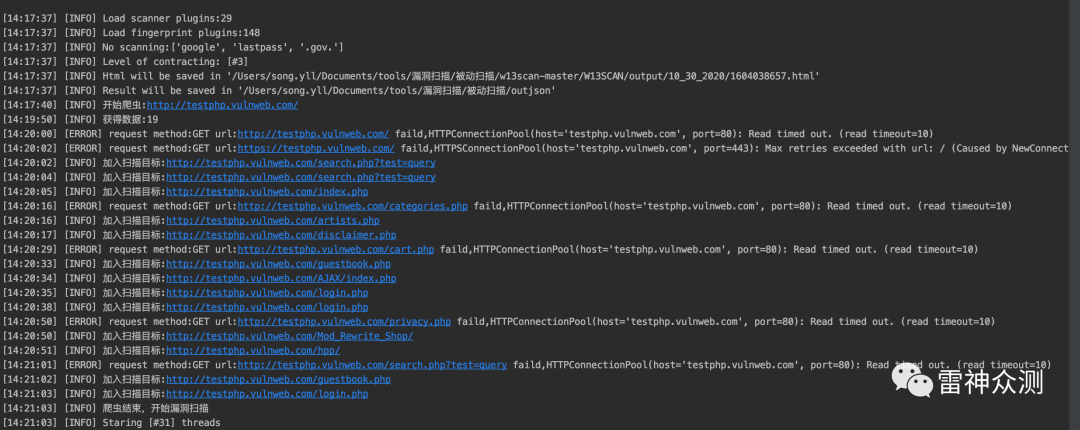 [14:17:37] [INFO] Load scanner plugins:29
[14:17:37] [INFO] Load fingerprint plugins:148
[14:17:37] [INFO] No scanning:['google', 'lastpass', '.gov.']
[14:17:37] [INFO] Level of contracting: [#3]
[14:17:37] [INFO] Html will be saved in '/Users/song.yll/Documents/tools/漏洞扫描/被动扫描/w13scan-master/W13SCAN/output/10_30_2020/1604038657.html'
[14:17:37] [INFO] Result will be saved in '/Users/song.yll/Documents/tools/漏洞扫描/被动扫描/outjson'
[14:17:40] [INFO] 开始爬虫:http://testphp.vulnweb.com/
[14:19:50] [INFO] 获得数据:19
[14:20:00] [ERROR] request method:GET url:http://testphp.vulnweb.com/ faild,HTTPConnectionPool(host='testphp.vulnweb.com', port=80): Read timed out. (read timeout=10)
[14:20:02] [ERROR] request method:GET url:https://testphp.vulnweb.com/ faild,HTTPSConnectionPool(host='testphp.vulnweb.com', port=443): Max retries exceeded with url: / (Caused by NewConnect
[14:20:02] [INFO] 加入扫描目标:http://testphp.vulnweb.com/search.php?test=query
[14:20:04] [INFO] 加入扫描目标:http://testphp.vulnweb.com/search.php?test=query
[14:20:05] [INFO] 加入扫描目标:http://testphp.vulnweb.com/index.php
[14:20:16] [ERROR] request method:GET url:http://testphp.vulnweb.com/categories.php faild,HTTPConnectionPool(host='testphp.vulnweb.com', port=80): Read timed out. (read timeout=10)
[14:20:16] [INFO] 加入扫描目标:http://testphp.vulnweb.com/artists.php
[14:20:17] [INFO] 加入扫描目标:http://testphp.vulnweb.com/disclaimer.php
[14:20:29] [ERROR] request method:GET url:http://testphp.vulnweb.com/cart.php faild,HTTPConnectionPool(host='testphp.vulnweb.com', port=80): Read timed out. (read timeout=10)
[14:20:33] [INFO] 加入扫描目标:http://testphp.vulnweb.com/guestbook.php
[14:20:34] [INFO] 加入扫描目标:http://testphp.vulnweb.com/AJAX/index.php
[14:20:35] [INFO] 加入扫描目标:http://testphp.vulnweb.com/login.php
[14:20:38] [INFO] 加入扫描目标:http://testphp.vulnweb.com/login.php
[14:20:50] [ERROR] request method:GET url:http://testphp.vulnweb.com/privacy.php faild,HTTPConnectionPool(host='testphp.vulnweb.com', port=80): Read timed out. (read timeout=10)
[14:20:50] [INFO] 加入扫描目标:http://testphp.vulnweb.com/Mod_Rewrite_Shop/
[14:20:51] [INFO] 加入扫描目标:http://testphp.vulnweb.com/hpp/
[14:21:01] [ERROR] request method:GET url:http://testphp.vulnweb.com/search.php?test=query faild,HTTPConnectionPool(host='testphp.vulnweb.com', port=80): Read timed out. (read timeout=10)
[14:21:02] [INFO] 加入扫描目标:http://testphp.vulnweb.com/guestbook.php
[14:21:03] [INFO] 加入扫描目标:http://testphp.vulnweb.com/login.php
[14:21:03] [INFO] 爬虫结束，开始漏洞扫描
[14:21:03] [INFO] Staring [#31] threads
雷神众测